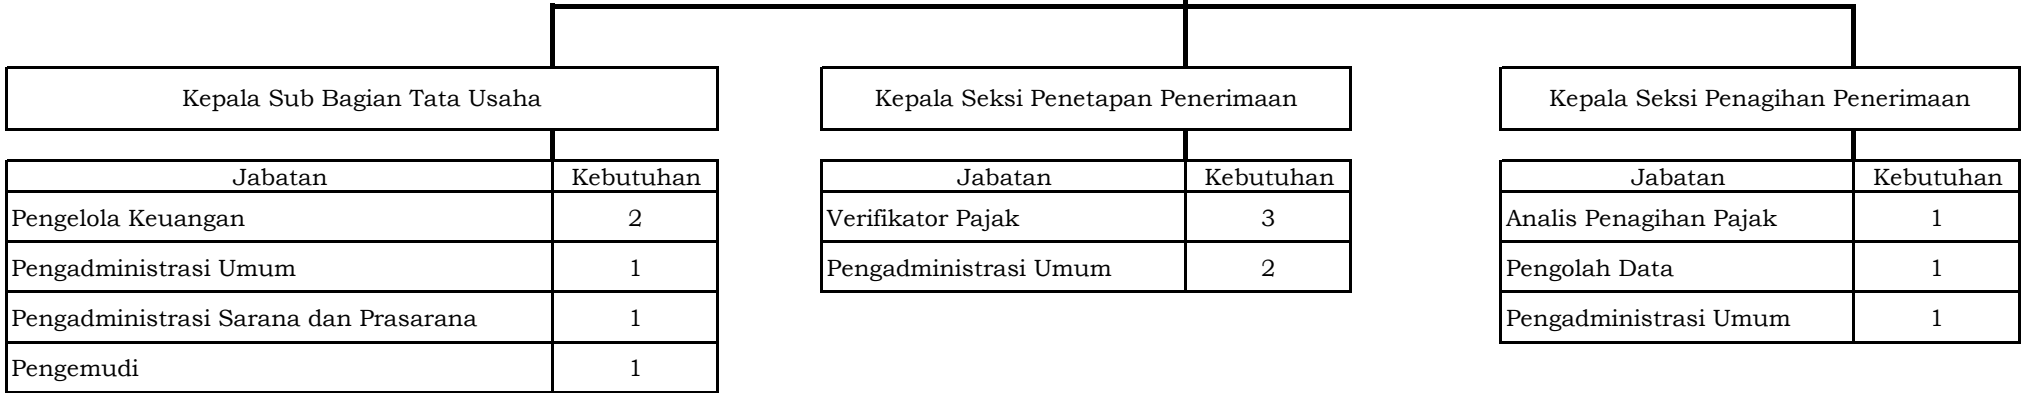 Kepala Sub Bagian Tata Usaha
Jabatan Kebutuhan
Pengelola Keuangan 2
Pengadministrasi Umum 1
Pengadministrasi Sarana dan Prasarana 1
Pengemudi 1
Kepala Seksi Penetapan Penerimaan
Jabatan Kebutuhan
Verifikator Pajak 3
Pengadministrasi Umum 2
Kepala Seksi Penagihan Penerimaan
Jabatan Kebutuhan
Analis Penagihan Pajak 1
Pengolah Data 1
Pengadministrasi Umum 1